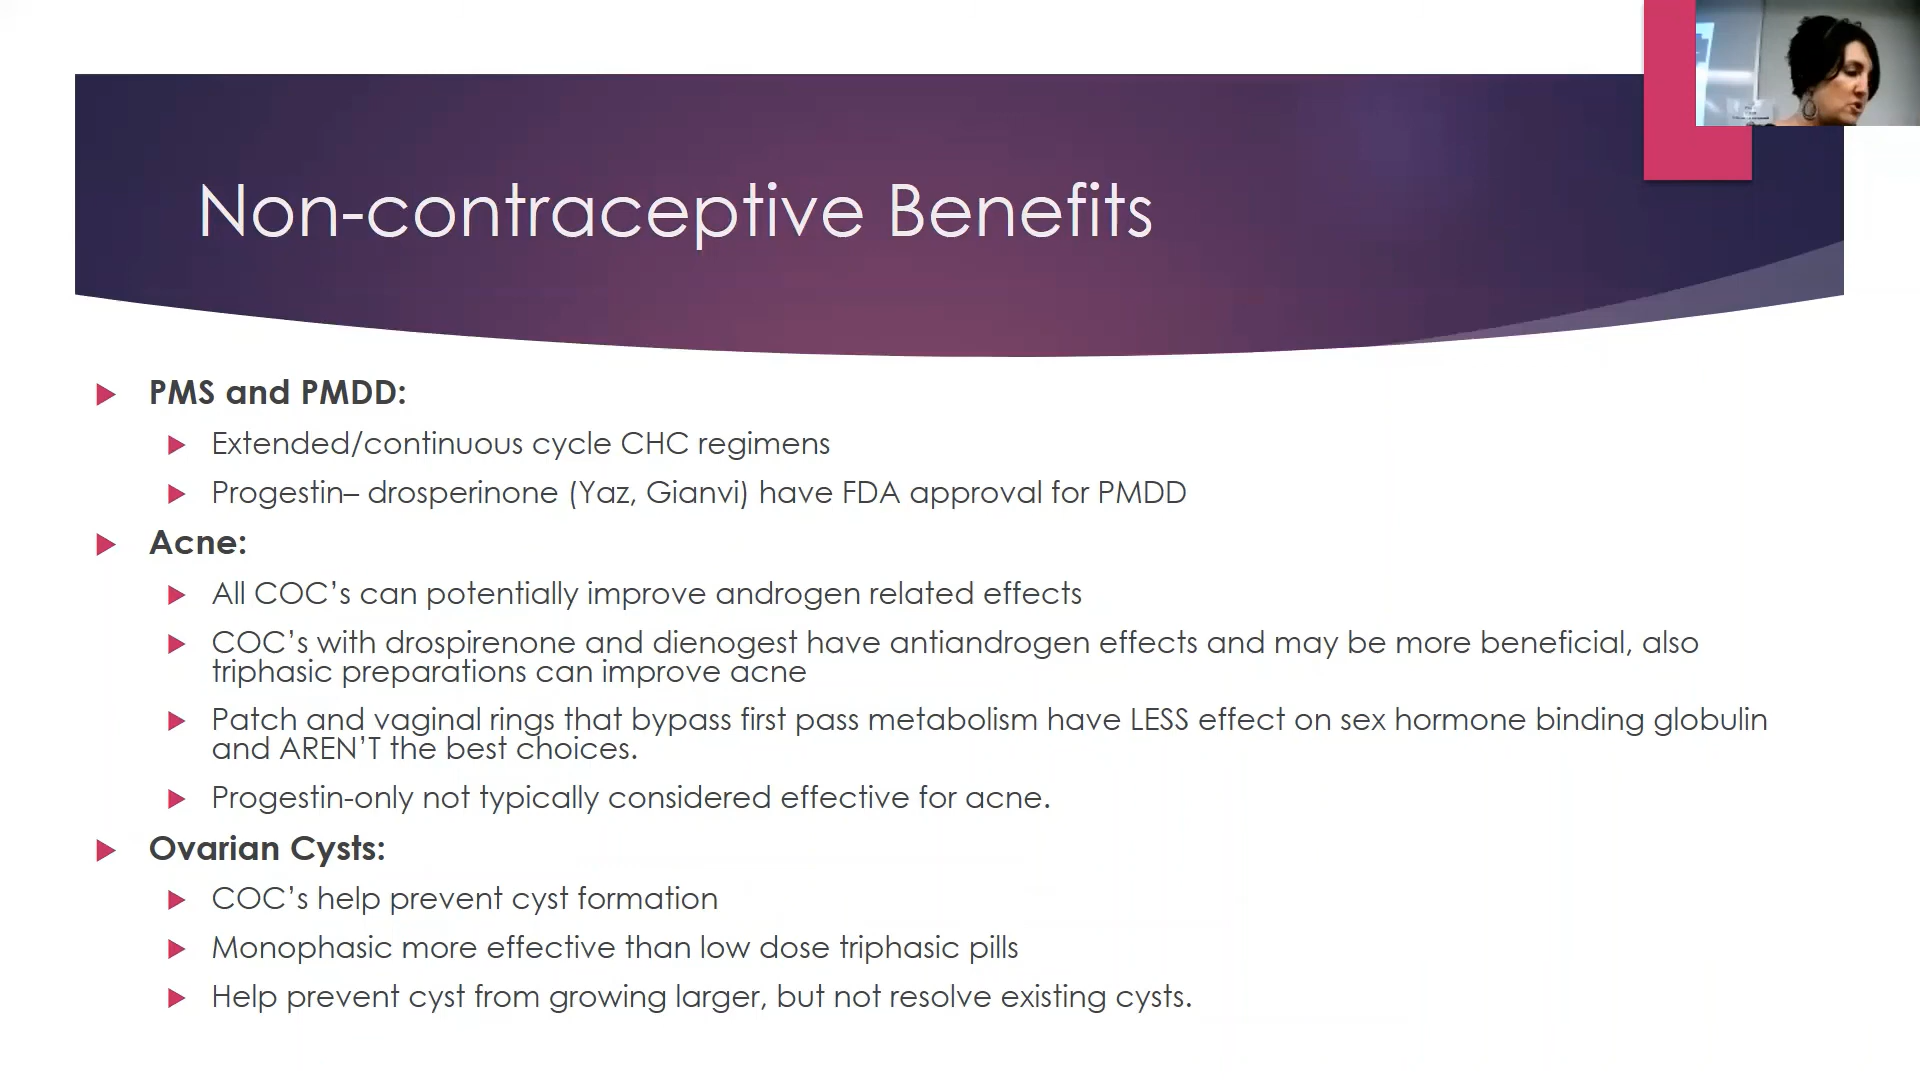 Non-contraceptive Benefits
PMS and PMDD:
Extended/continuous cycle CHC regimens
Progestin– drosperinone (Yaz, Gianvi) have FDA approval for PMDD
Acne:
All COC’s can potentially improve androgen related effects
COC’s with drospirenone and dienogest have antiandrogen effects and may be more beneficial, also
triphasic preparations can improve acne
Patch and vaginal rings that bypass first pass metabolism have LESS effect on sex hormone binding globulin
and AREN’T the best choices.
Progestin-only not typically considered effective for acne.
Ovarian Cysts:
COC’s help prevent cyst formation
Monophasic more effective than low dose triphasic pills
Help prevent cyst from growing larger, but not resolve existing cysts.